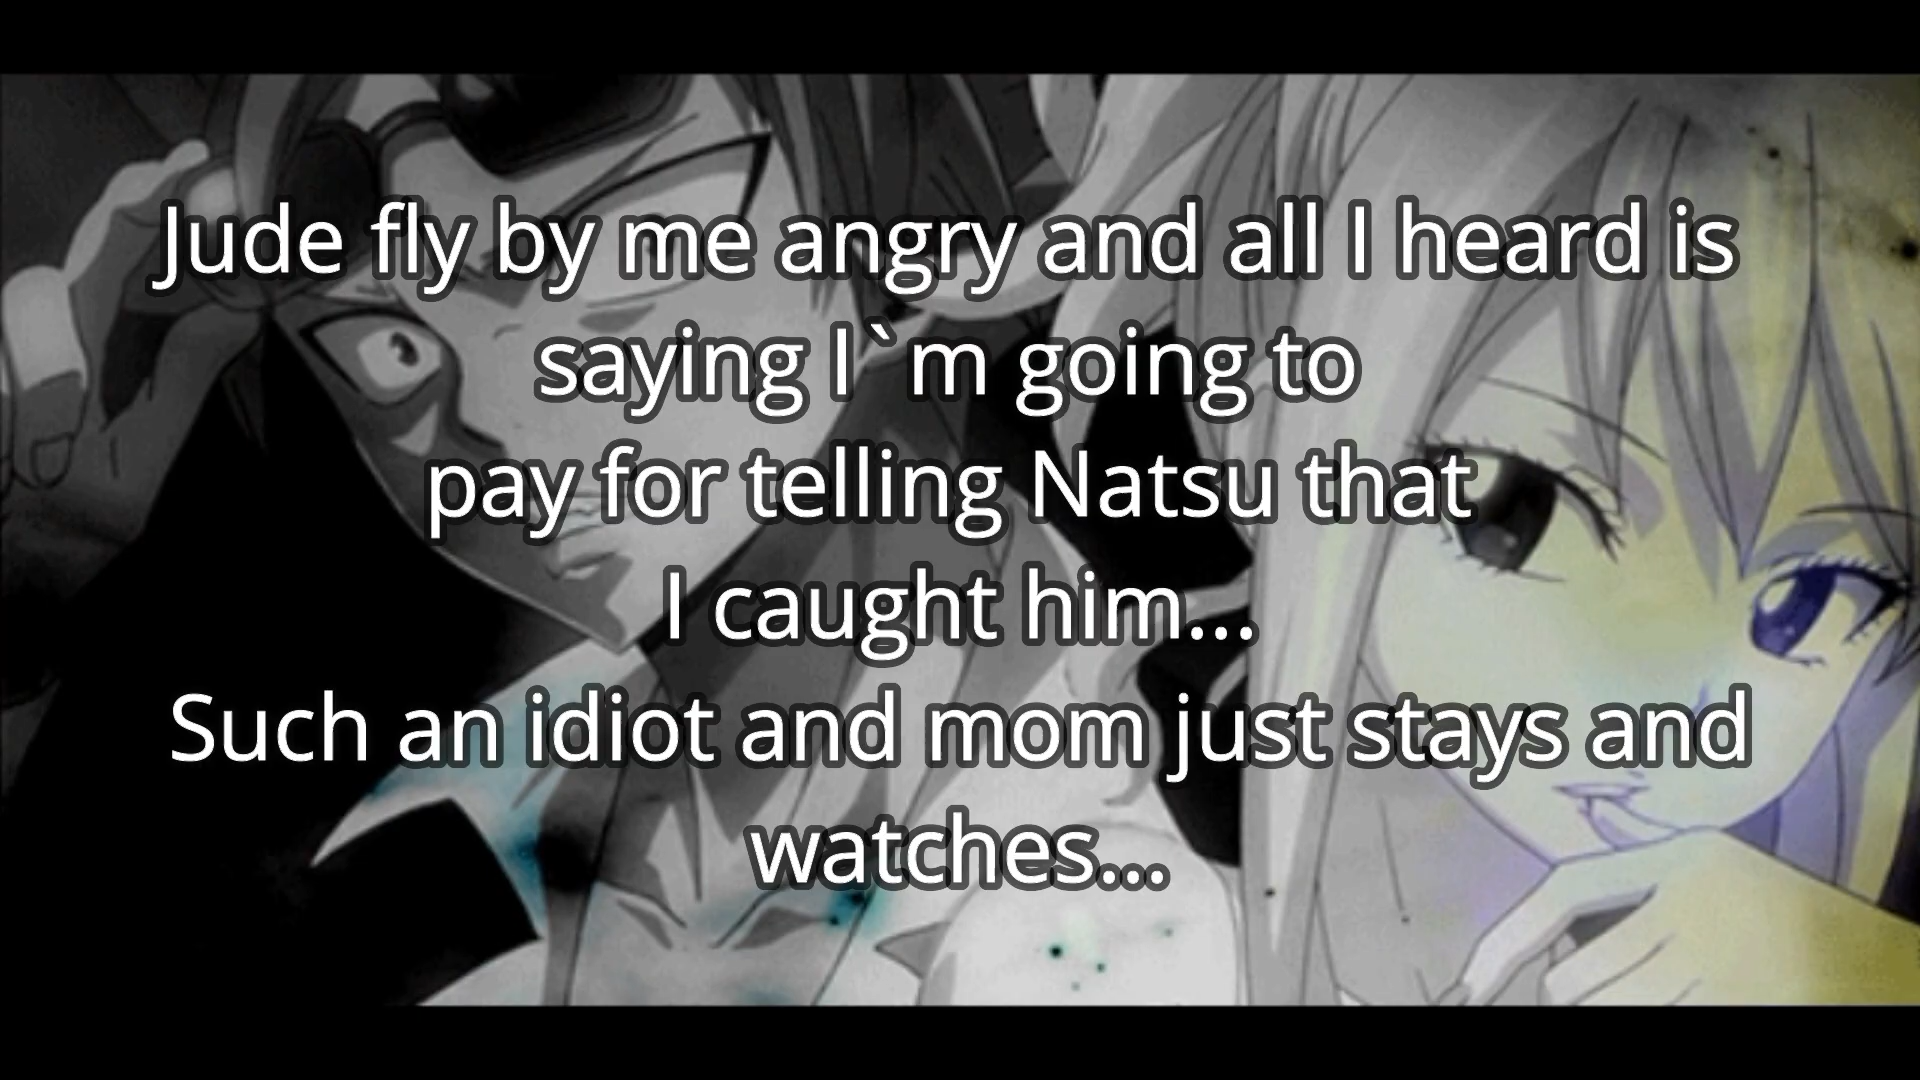 Jude fly by me angry and all I heard is
saying I`m going to
pay for telling Natsu that
I caught him...
Such an idiot and mom just stays and
watches...